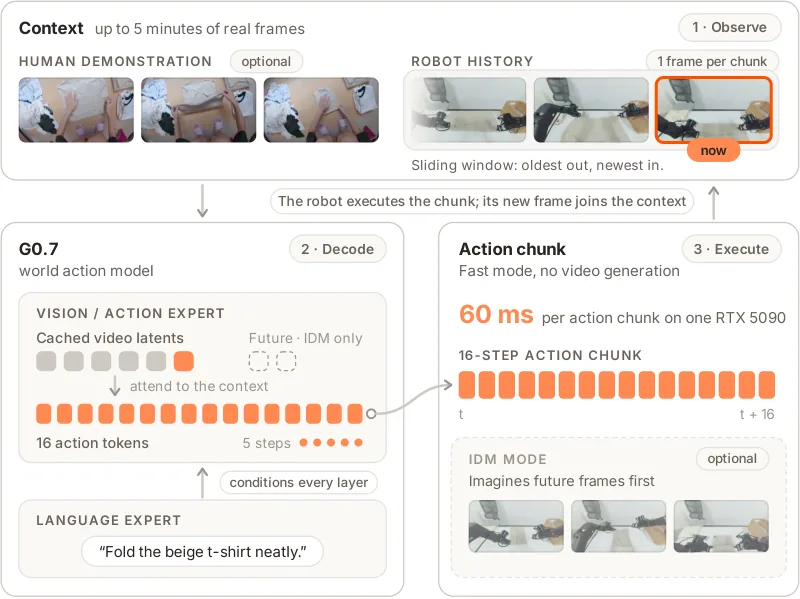 Context up to 5 minutes of real frames
1 · Observe
HUMAN DEMONSTRATION optional
ROBOT HISTORY
1 frame per chunk
now
Sliding window: oldest out, newest in.
The robot executes the chunk; its new frame joins the context
G0.7
2 · Decode
world action model
VISION / ACTION EXPERT
Cached video latents
Future · IDM only
attend to the context
16 action tokens
5 steps
conditions every layer
LANGUAGE EXPERT
“Fold the beige t-shirt neatly.”
Action chunk
3 · Execute
Fast mode, no video generation
60 ms per action chunk on one RTX 5090
16-STEP ACTION CHUNK
t
t + 16
IDM MODE
optional
Imagines future frames first